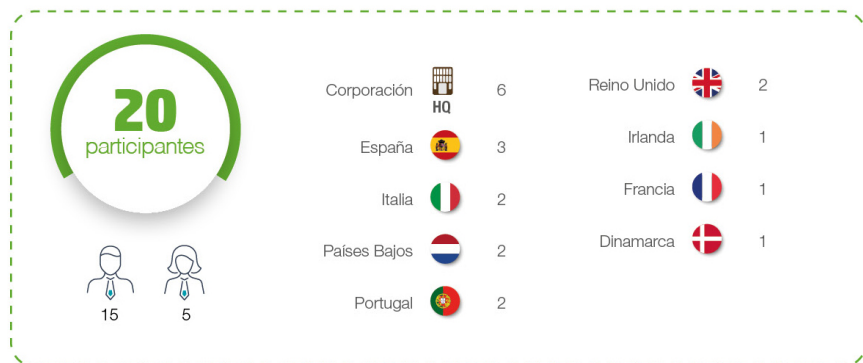 20
participantes
15 5
Corporación HQ 6
España 3
Italia 2
Países Bajos 2
Portugal 2
Reino Unido 2
Irlanda 1
Francia 1
Dinamarca 1